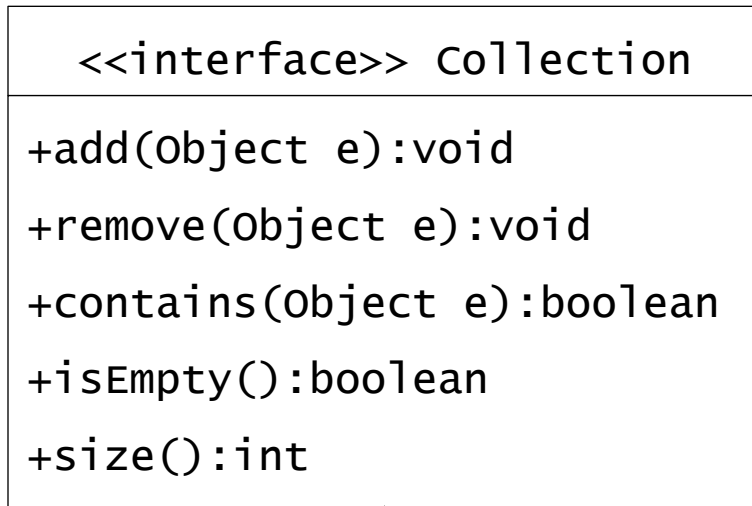 <<interface>> Collection
+add(Object e):void
+remove(Object e):void
+contains(Object e):boolean
+isEmpty():boolean
+size():int